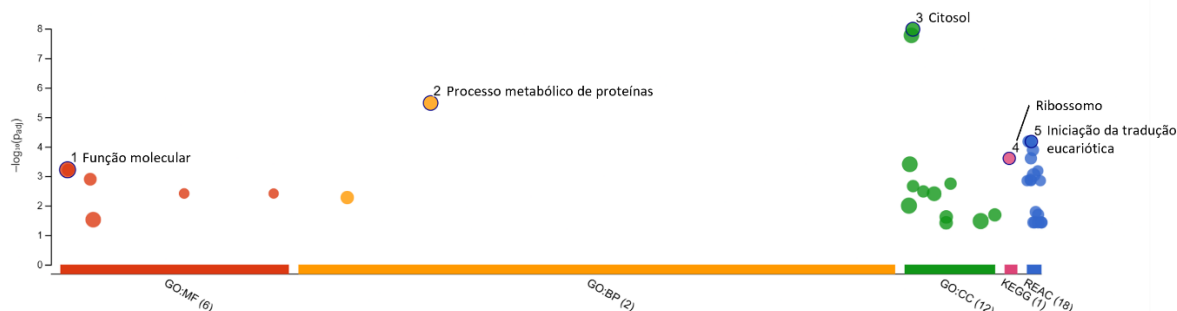 3 Citosol
8
7
6
2 Processo metabólico de proteínas
5
Ribossomo
4
5 Iniciação da tradução
eucariótica
4
1 Função molecular
3
2
1
0
−log₁₀(padj)
GO:MF (6)
GO:BP (2)
GO:CC (12)
KEGG (1)
REAC (18)